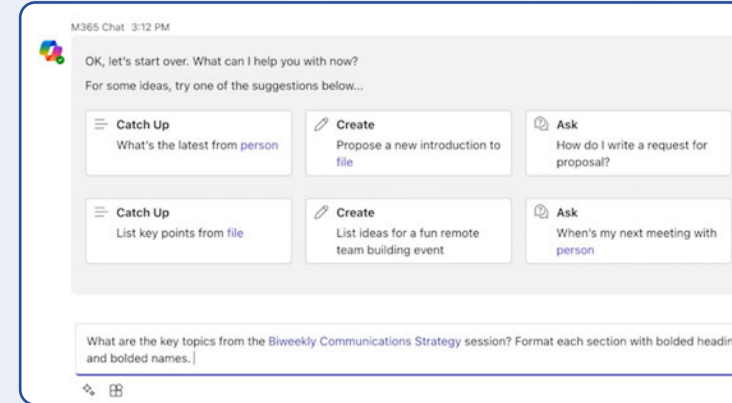 M365 Chat 3:12 PM
OK, let's start over. What can I help you with now?
For some ideas, try one of the suggestions below...
Catch Up
What's the latest from person
Create
Propose a new introduction to
file
Ask
How do I write a request for
proposal?
Catch Up
List key points from file
Create
List ideas for a fun remote
team building event
Ask
When's my next meeting with
person
What are the key topics from the Biweekly Communications Strategy session? Format each section with bolded headin
and bolded names.